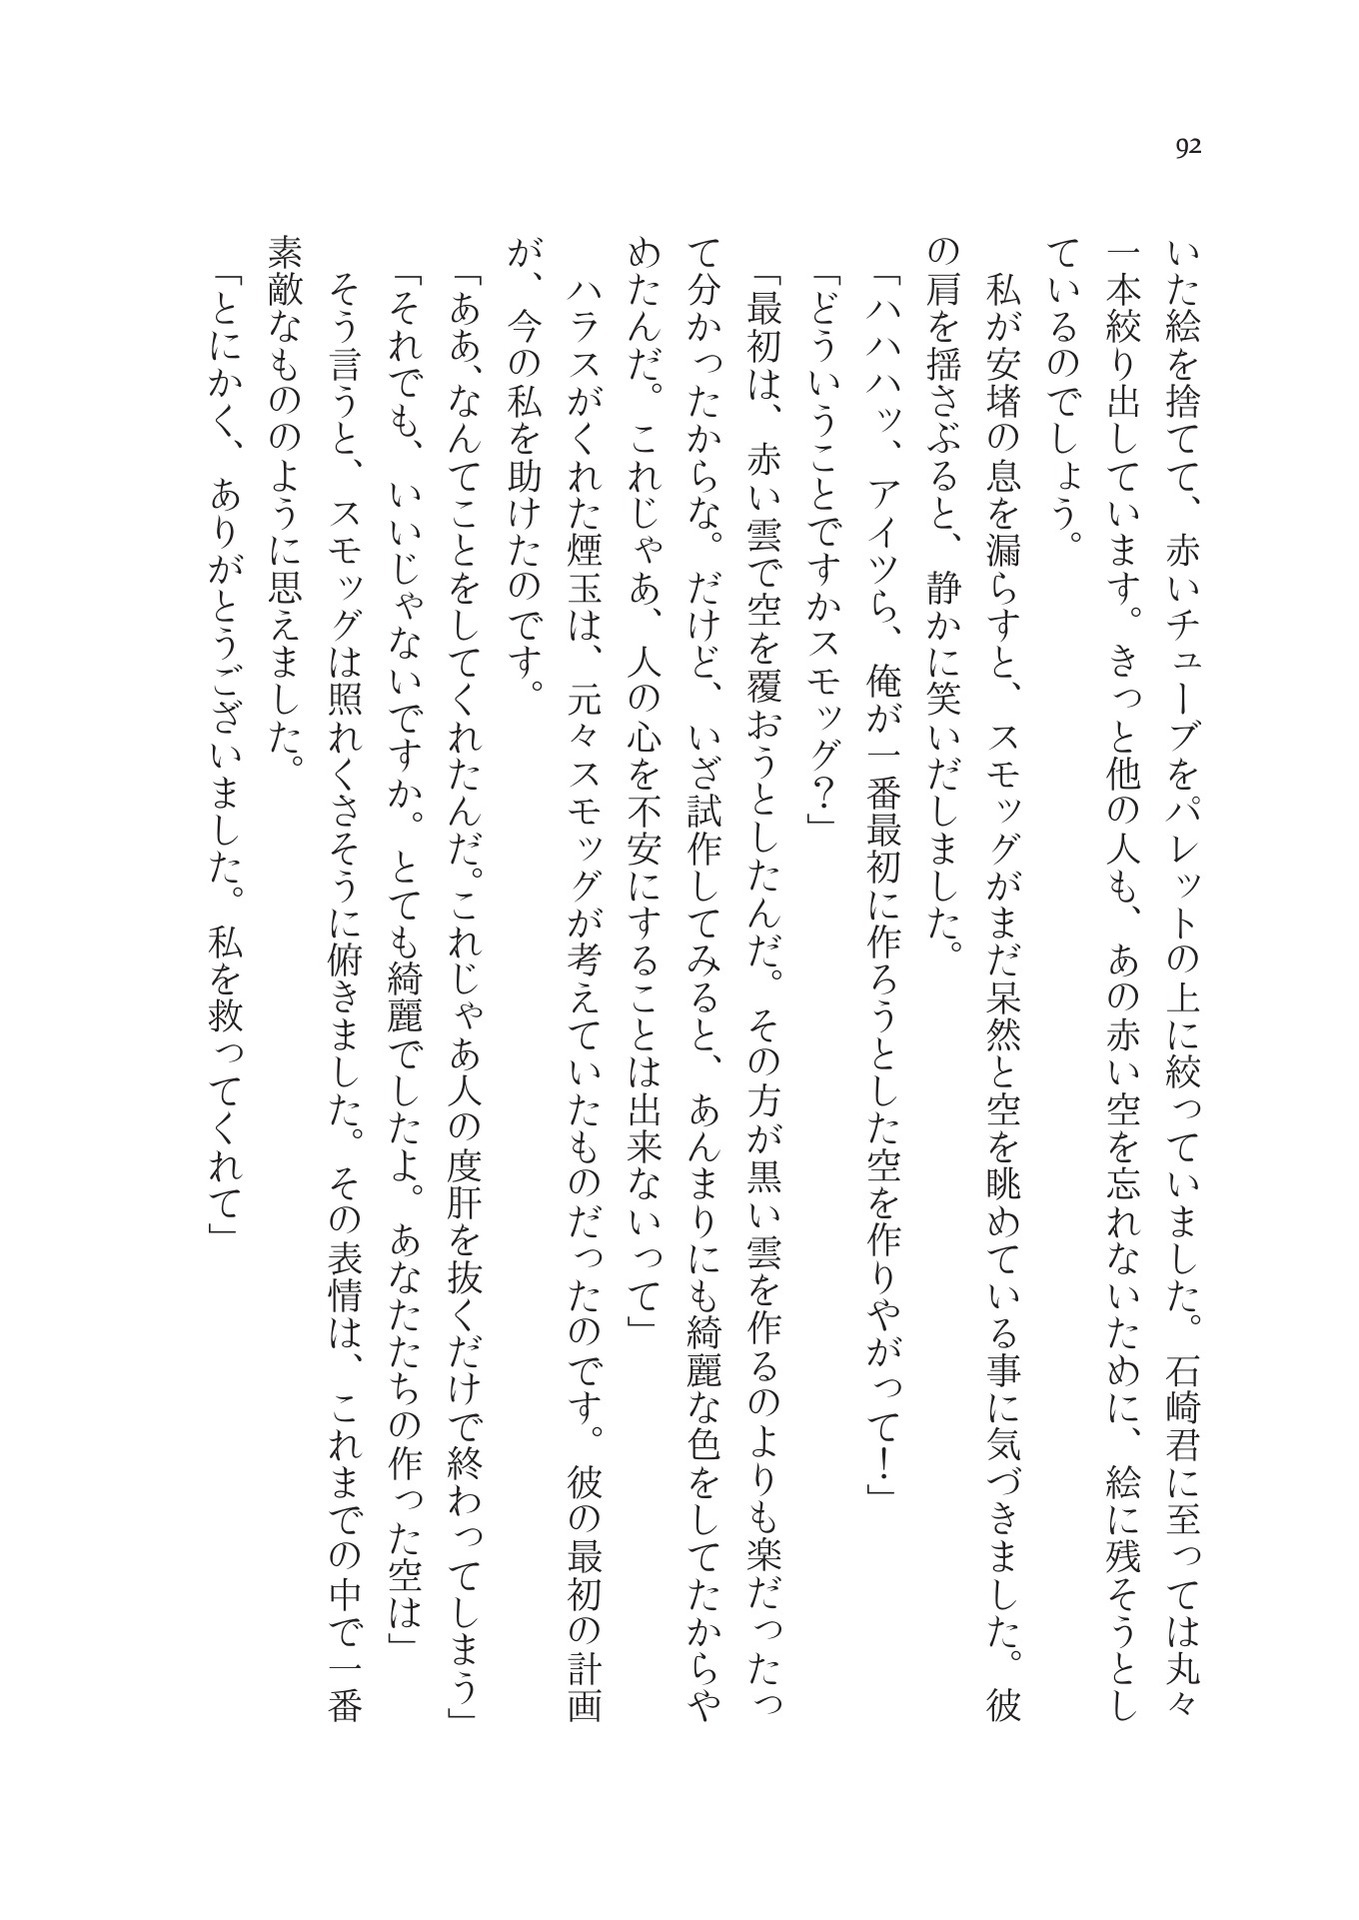 92
いた絵を捨てて、赤いチューブをパレットの上に絞っていました。石崎君に至っては丸々
一本絞り出しています。きっと他の人も、あの赤い空を忘れないために、絵に残そうとし
ているのでしょう。
私が安堵の息を漏らすと、スモッグがまだ呆然と空を眺めている事に気づきました。彼
の肩を揺さぶると、静かに笑いだしました。
「ハハハッ、アイツら、俺が一番最初に作ろうとした空を作りやがって！」
「どういうことですかスモッグ？」
「最初は、赤い雲で空を覆おうとしたんだ。その方が黒い雲を作るのよりも楽だったっ
て分かったからな。だけど、いざ試作してみると、あんまりにも綺麗な色をしてたからや
めたんだ。これじゃあ、人の心を不安にすることは出来ないって」
ハラスがくれた煙玉は、元々スモッグが考えていたものだったのです。彼の最初の計画
が、今の私を助けたのです。
「ああ、なんてことをしてくれたんだ。これじゃあ人の度肝を抜くだけで終わってしまう」
「それでも、いいじゃないですか。とても綺麗でしたよ。あなたたちの作った空は」
そう言うと、スモッグは照れくさそうに俯きました。その表情は、これまでの中で一番
素敵なもののように思えました。
「とにかく、ありがとうございました。私を救ってくれて」